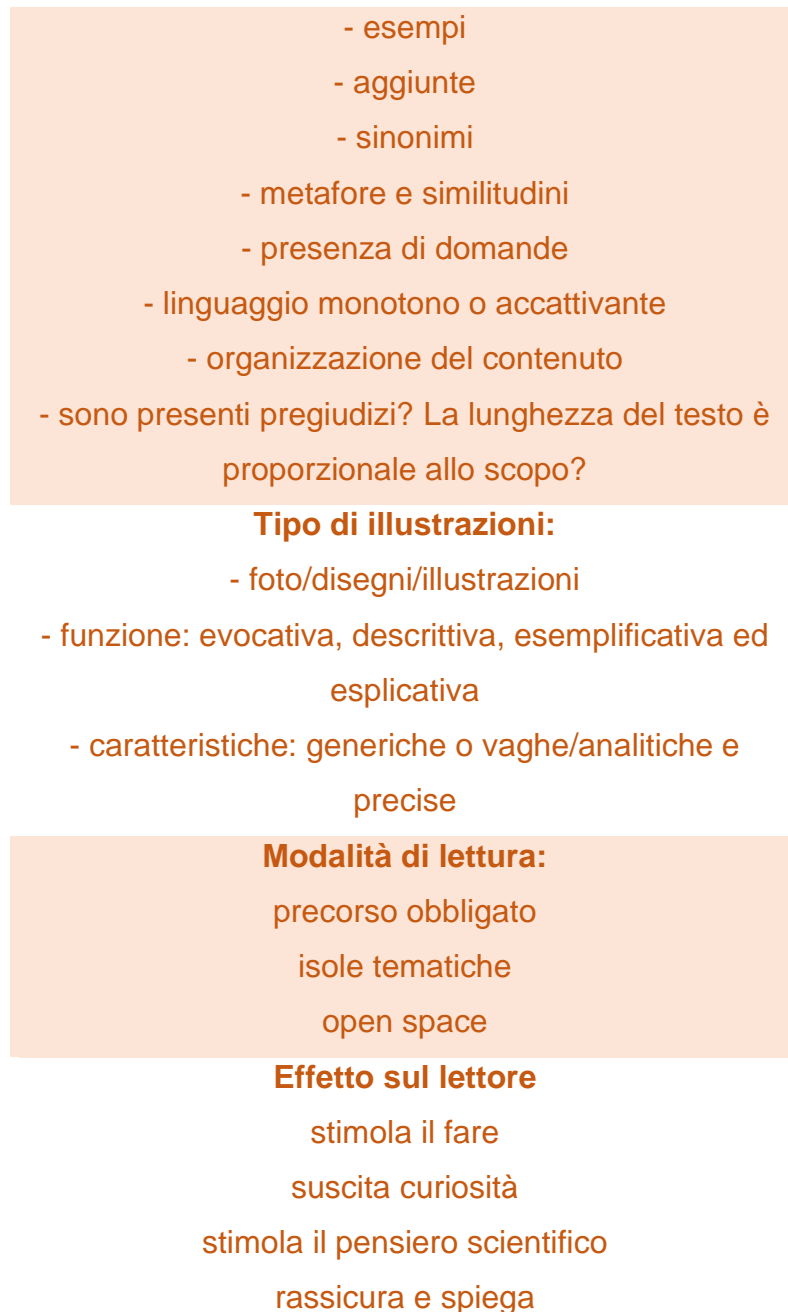 - esempi
- aggiunte
- sinonimi
- metafore e similitudini
- presenza di domande
- linguaggio monotono o accattivante
- organizzazione del contenuto
- sono presenti pregiudizi? La lunghezza del testo è
proporzionale allo scopo?
Tipo di illustrazioni:
- foto/disegni/illustrazioni
- funzione: evocativa, descrittiva, esemplificativa ed
esplicativa
- caratteristiche: generiche o vaghe/analitiche e
precise
Modalità di lettura:
precorso obbligato
isole tematiche
open space
Effetto sul lettore
stimola il fare
suscita curiosità
stimola il pensiero scientifico
rassicura e spiega